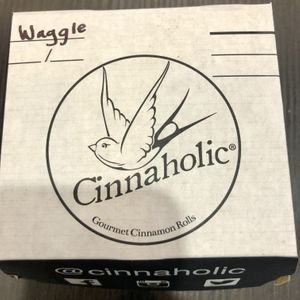 Waggle
/
Cinnaholic®
Gourmet Cinnamon Rolls
@cinnaholic